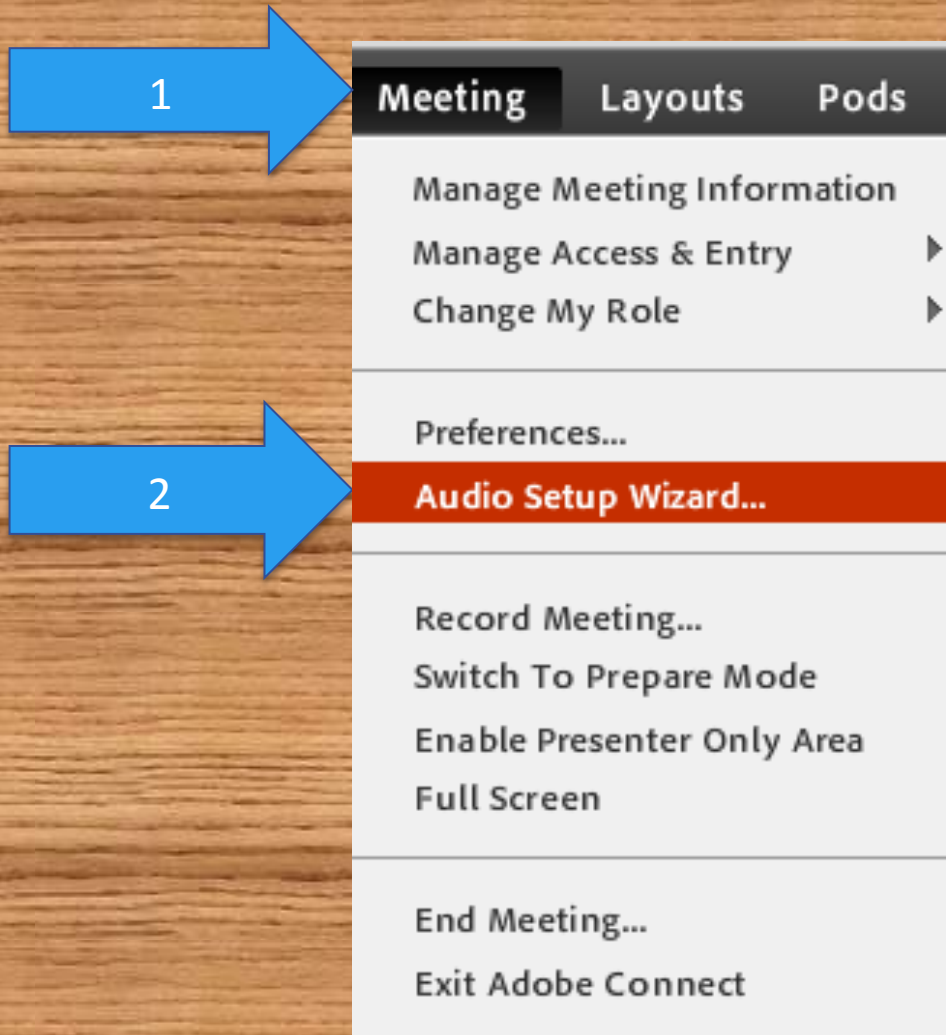 1
Meeting Layouts Pods
Manage Meeting Information
Manage Access & Entry
Change My Role
Preferences...
2
Audio Setup Wizard...
Record Meeting...
Switch To Prepare Mode
Enable Presenter Only Area
Full Screen
End Meeting...
Exit Adobe Connect